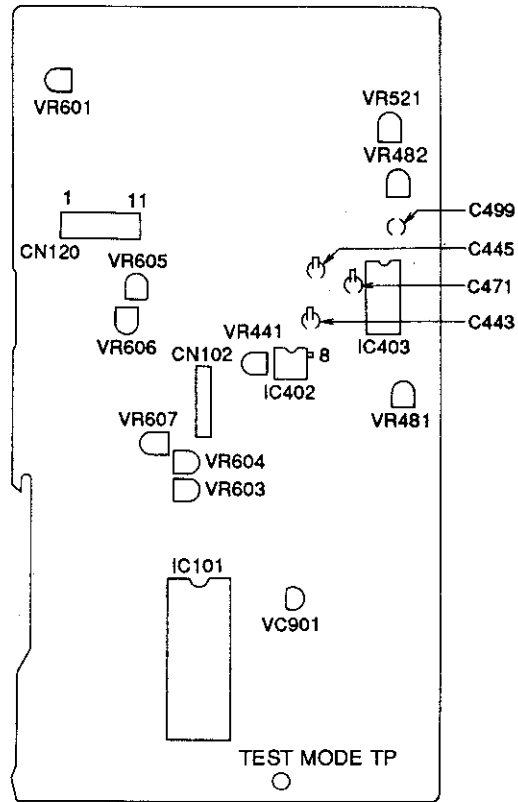 VR601
VR521
VR482
1 11
C499
CN120
C445
VR605
C471
C443
VR606
VR441
CN102
8
IC403
IC402
VR481
VR607
VR604
VR603
IC101
VC901
TEST MODE TP